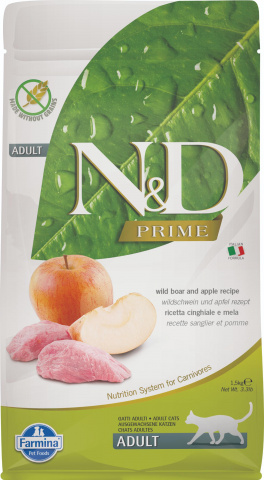 MADE WITHOUT GRAINS
ADULT
N&D
PRIME
ITALIAN
FORMULA
wild boar and apple recipe
wildschwein und apfel rezept
ricetta cinghiale e mela
recette sanglier et pomme
Nutrition System for Carnivores
1.5kg e
Net Wt. 3.3lb
GATTI ADULTI • ADULT CATS
AUSGEWACHSENE KATZEN
CHATS ADULTES
ADULT
Farmina
Pet Foods